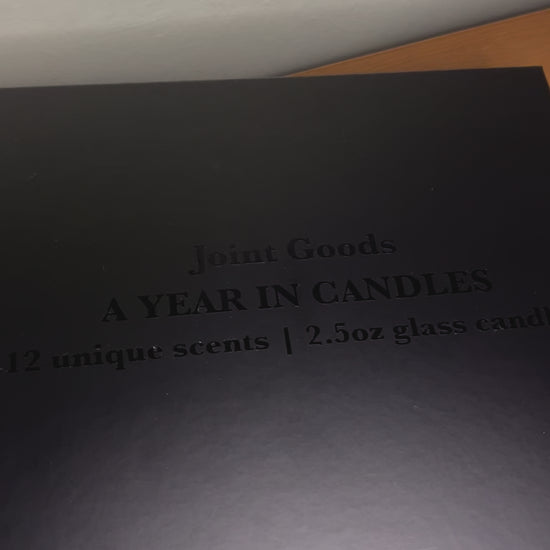 Joint Goods
A YEAR IN CANDLES
12 unique scents | 2.5oz glass